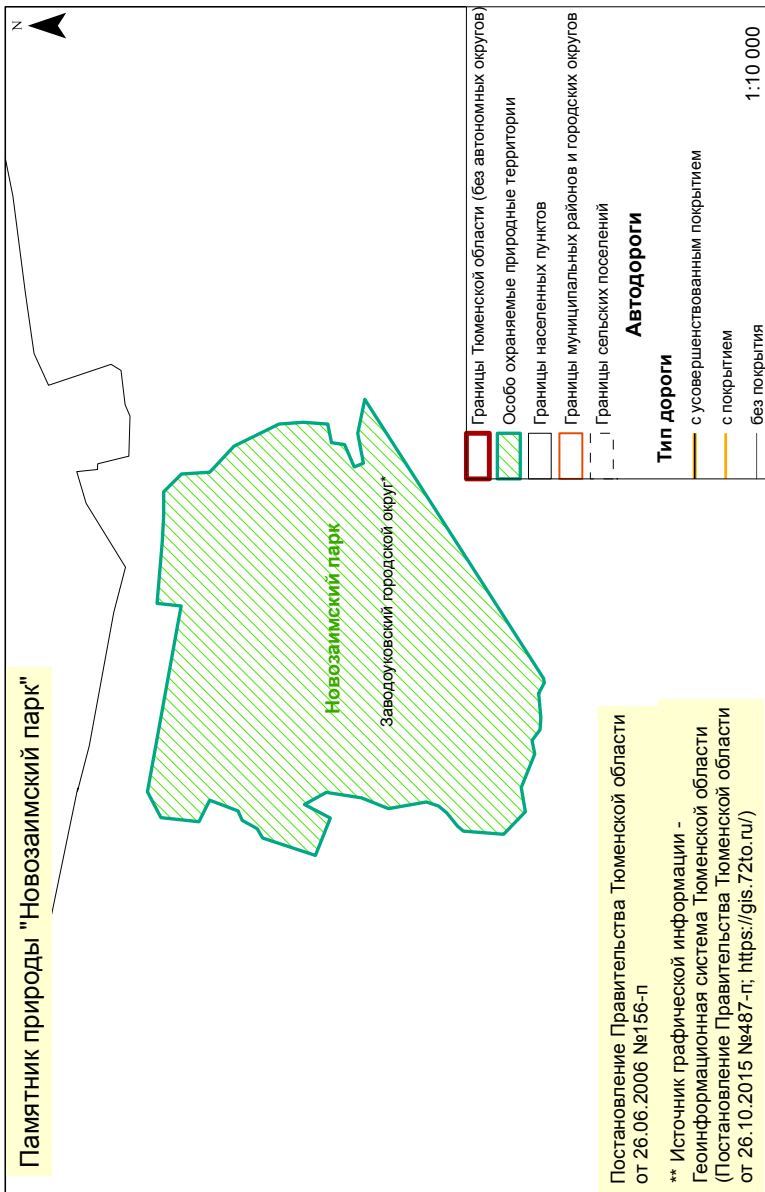 Памятник природы "Новозаимский парк"
N
Новозаимский парк
Заводоуковский городской округ*
Постановление Правительства Тюменской области
от 26.06.2006 №156-п
** Источник графической информации -
Геоинформационная система Тюменской области
(Постановление Правительства Тюменской области
от 26.10.2015 №487-п; https://gis.72to.ru/)
Границы Тюменской области (без автономных округов)
Особо охраняемые природные территории
Границы населенных пунктов
Границы муниципальных районов и городских округов
Границы сельских поселений
Автодороги
Тип дороги
с усовершенствованным покрытием
с покрытием
без покрытия
1:10 000